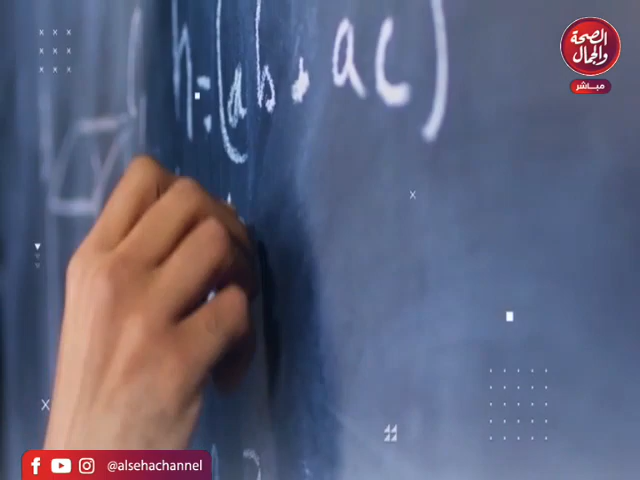 h:(ab, ac)
الصحة
والجمال
مباشر
@alsehachannel